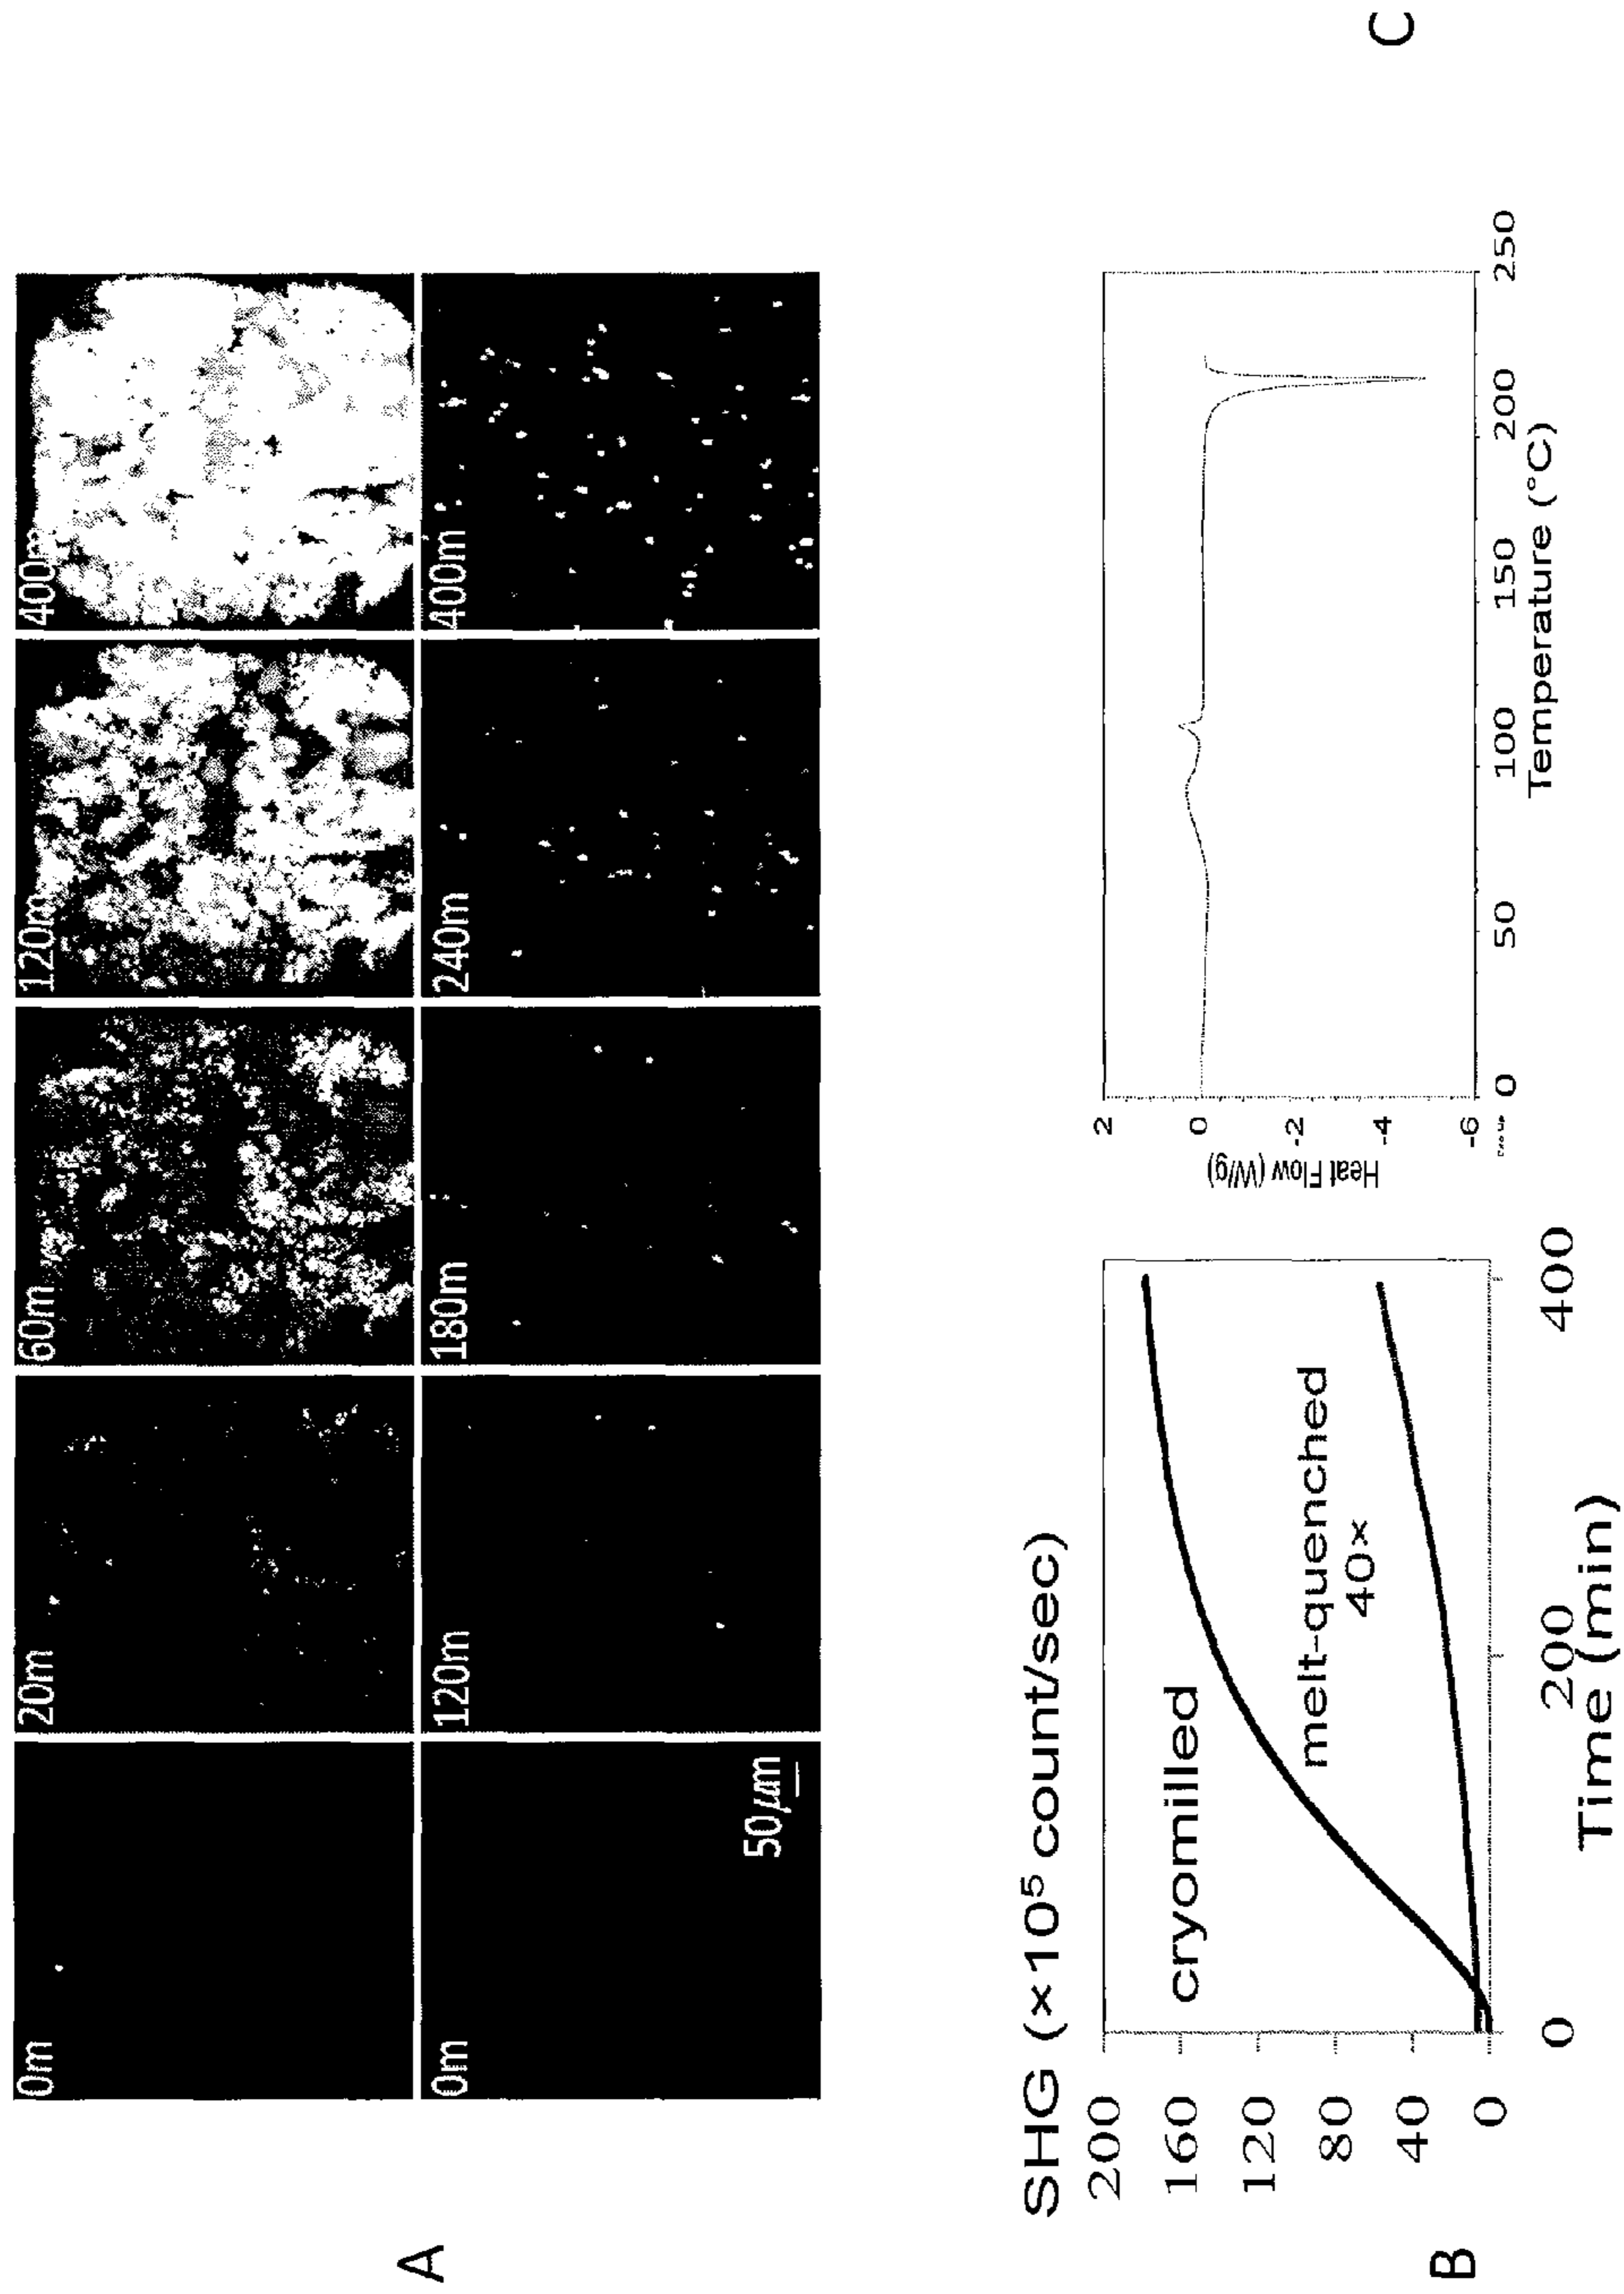 A
0m
20m
60m
120m
400m
0m
120m
180m
240m
400m
50μm
B
SHG (×10⁵ count/sec)
200
160
120
80
40
0
cryomilled
melt-quenched
40×
0
200
400
Time (min)
C
Heat Flow (W/g)
2
0
-2
-4
-6
Exo Up
0
50
100
150
200
250
Temperature (°C)